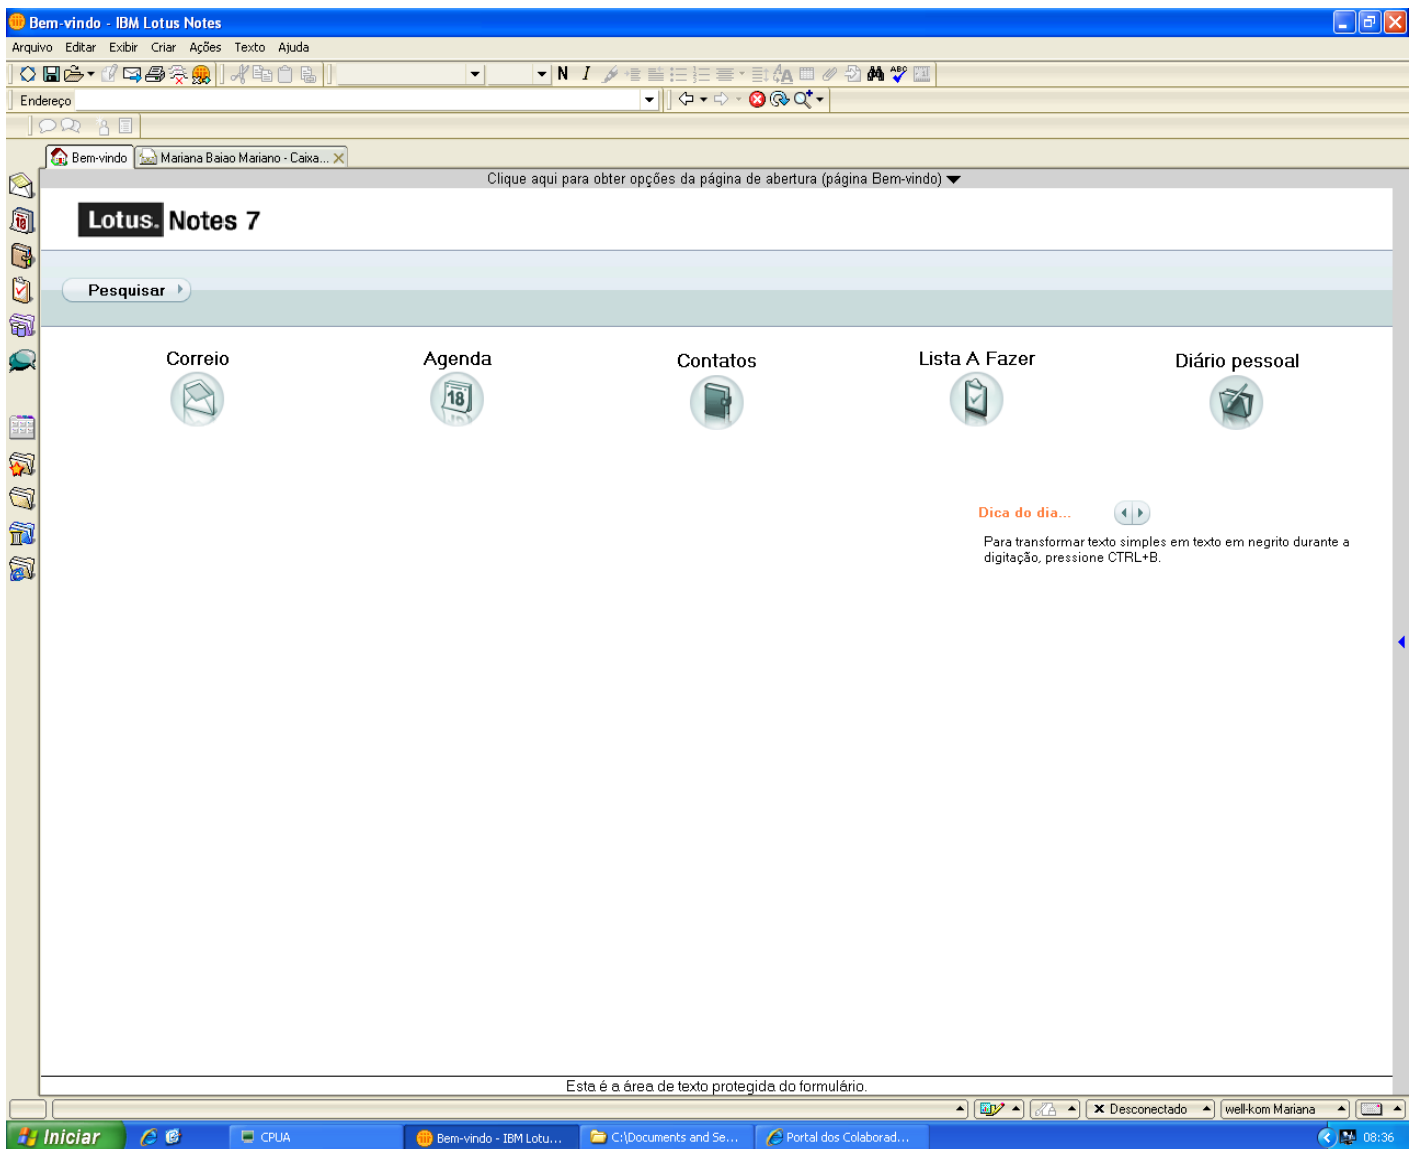 Bem-vindo - IBM Lotus Notes
Arquivo Editar Exibir Criar Ações Texto Ajuda
N I
ABC
Endereço
Bem-vindo
Mariana Baiao Mariano - Caixa...
Clique aqui para obter opções da página de abertura (página Bem-vindo)
Lotus. Notes 7
Pesquisar
Correio Agenda Contatos Lista A Fazer Diário pessoal
18
Dica do dia...
Para transformar texto simples em texto em negrito durante a
digitação, pressione CTRL+B.
Esta é a área de texto protegida do formulário.
Desconectado
well-kom Mariana
Iniciar
CPUA
Bem-vindo - IBM Lotu...
C:\Documents and Se...
Portal dos Colaborad...
08:36